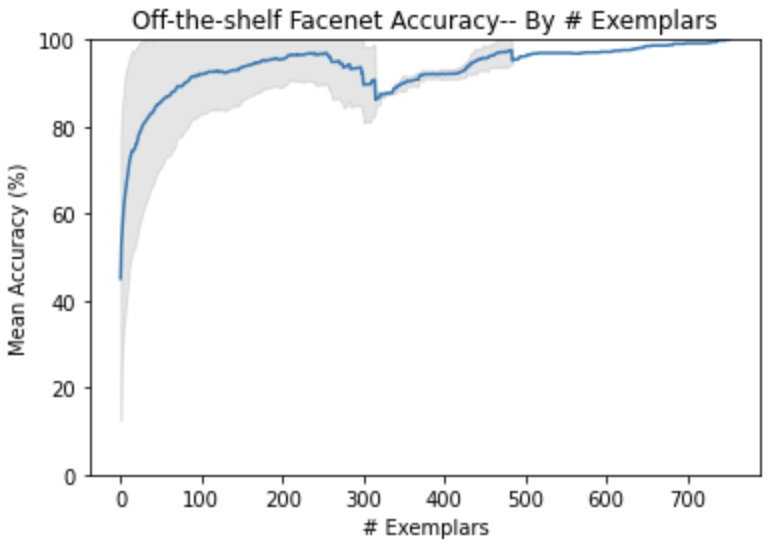 Off-the-shelf Facenet Accuracy-- By # Exemplars
Mean Accuracy (%)
100
80
60
40
20
0
0 100 200 300 400 500 600 700
# Exemplars